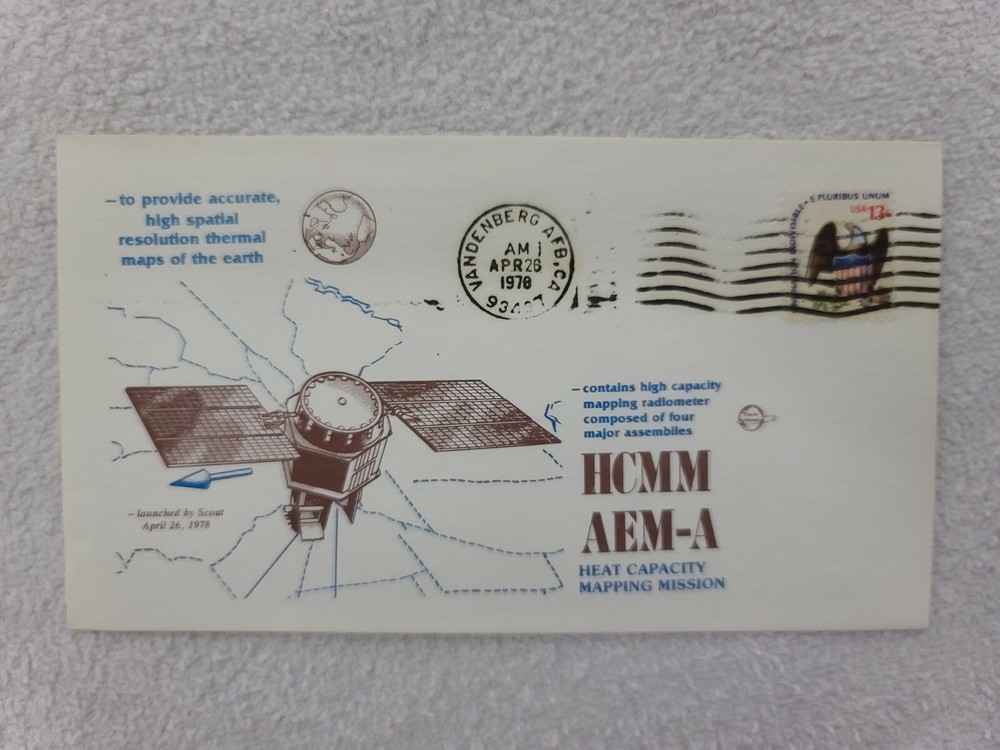 – to provide accurate,
high spatial
resolution thermal
maps of the earth
VANDENBERG AFB, CA
AM
APR 26
1978
E PLURIBUS UNUM
USA 13c
– contains high capacity
mapping radiometer
composed of four
major assemblies
HCMM
AEM-A
HEAT CAPACITY
MAPPING MISSION
– launched by Scout
April 26, 1978